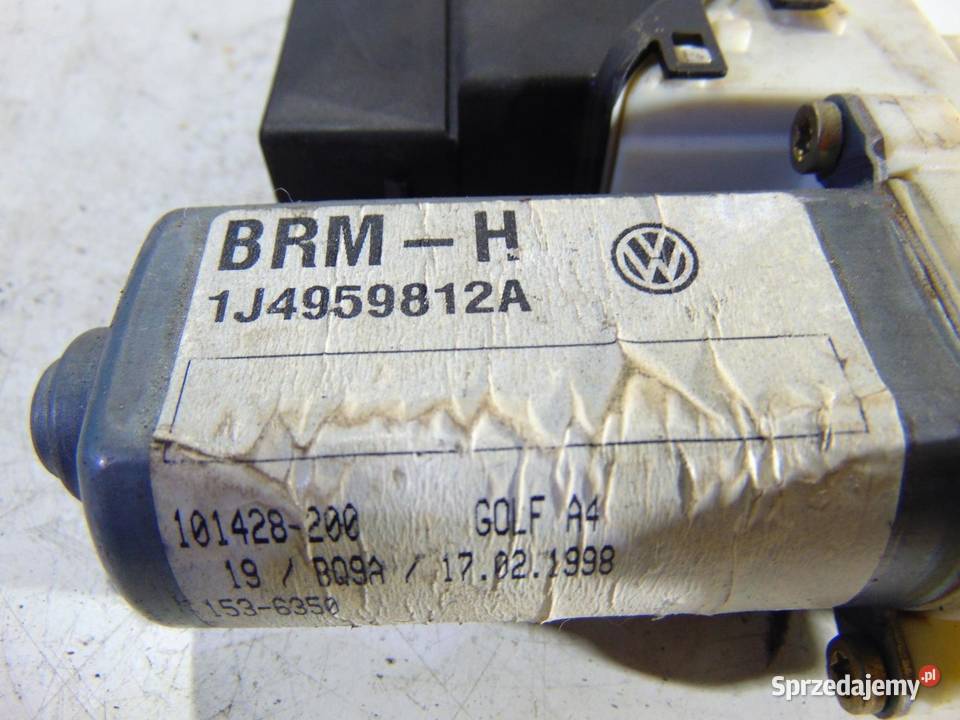 BRM – H
1J4959812A
101428-200 GOLF A4
19 / BQ9A / 17.02.1998
153-6350
Sprzedajemy.pl